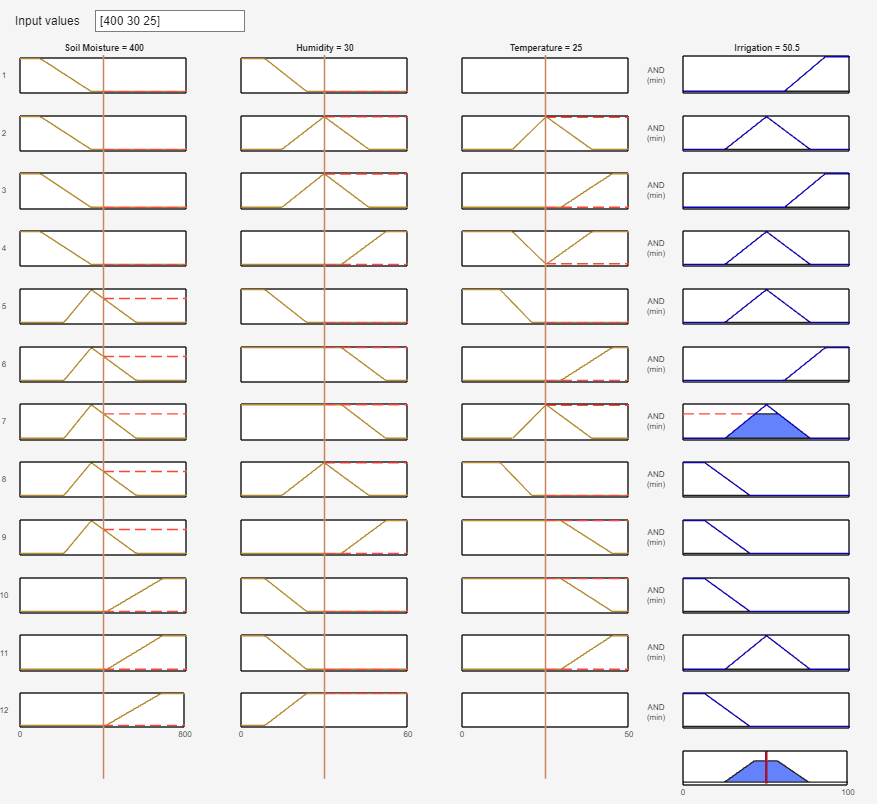 Input values [400 30 25]
Soil Moisture = 400 Humidity = 30 Temperature = 25 Irrigation = 50.5
1 AND
(min)
2 AND
(min)
3 AND
(min)
4 AND
(min)
5 AND
(min)
6 AND
(min)
7 AND
(min)
8 AND
(min)
9 AND
(min)
10 AND
(min)
11 AND
(min)
12 AND
(min)
0 800 0 60 0 50
0 100